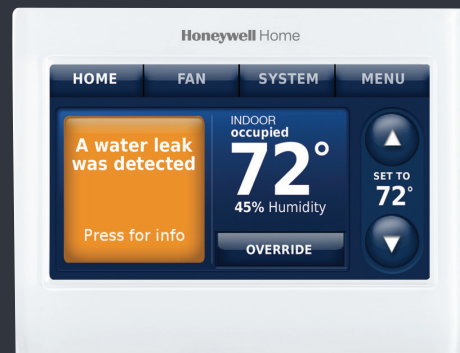 Honeywell Home
HOME FAN SYSTEM MENU
A water leak
was detected
Press for info
INDOOR
occupied
72°
45% Humidity
OVERRIDE
SET TO
72°